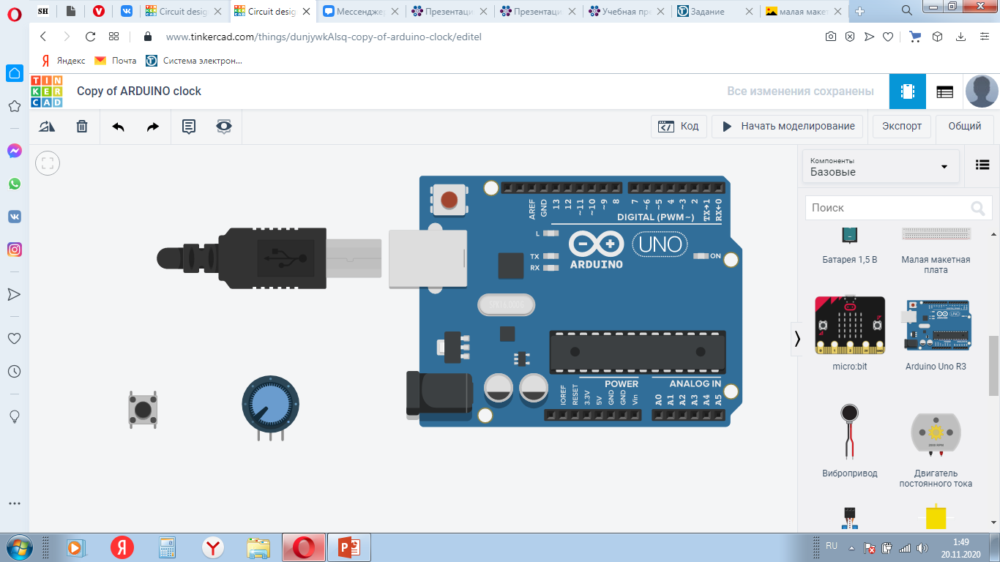 SH
Circuit desig
Circuit desig
Мессендже
Презентаци
Презентаци
Учебная пре
Задание
малая макет
www.tinkercad.com/things/dunjywkAlsq-copy-of-arduino-clock/editel
Яндекс
Почта
Система электрон...
TINKERCAD
Copy of ARDUINO clock
Все изменения сохранены
Код
Начать моделирование
Экспорт
Общий
Компоненты
Базовые
Поиск
Батарея 1,5 В
Малая макетная
плата
micro:bit
Arduino Uno R3
Вибропривод
Двигатель
постоянного тока
AREF
GND
13
12
~11
~10
~9
8
7
~6
~5
4
~3
2
TX→1
RX←0
DIGITAL (PWM~)
L
TX
RX
ARDUINO
UNO
ON
POWER
ANALOG IN
IOREF
RESET
3.3V
5V
GND
GND
Vin
A0
A1
A2
A3
A4
A5
RU
1:49
20.11.2020